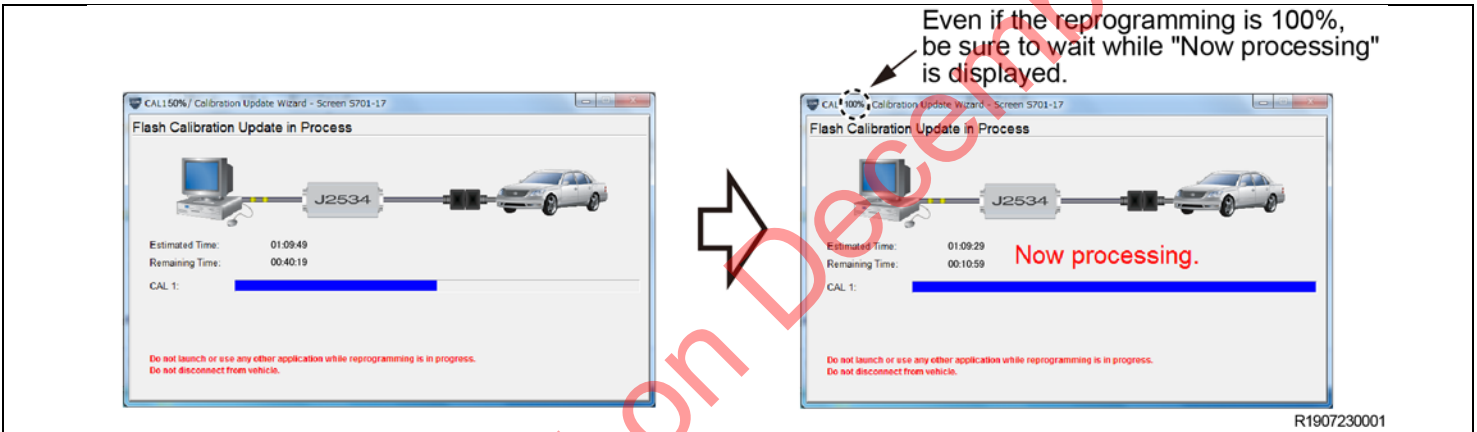 Even if the reprogramming is 100%,
be sure to wait while "Now processing"
is displayed.
CAL150% / Calibration Update Wizard - Screen S701-17
Flash Calibration Update in Process
J2534
Estimated Time: 01:09:49
Remaining Time: 00:40:19
CAL 1:
Do not launch or use any other application while reprogramming is in progress.
Do not disconnect from vehicle.
CAL 100% Calibration Update Wizard - Screen S701-17
Flash Calibration Update in Process
J2534
Estimated Time: 01:09:29
Remaining Time: 00:10:59
Now processing.
CAL 1:
Do not launch or use any other application while reprogramming is in progress.
Do not disconnect from vehicle.
R1907230001
on Decemb